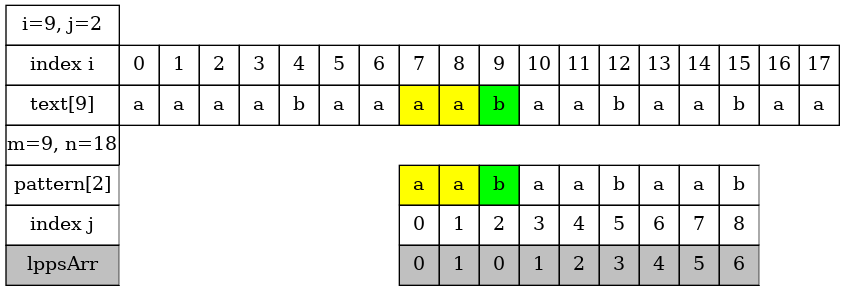 i=9, j=2
index i 0 1 2 3 4 5 6 7 8 9 10 11 12 13 14 15 16 17
text[9] a a a a b a a a a b a a b a a b a a
m=9, n=18
pattern[2] a a b a a b a a b
index j 0 1 2 3 4 5 6 7 8
lppsArr 0 1 0 1 2 3 4 5 6